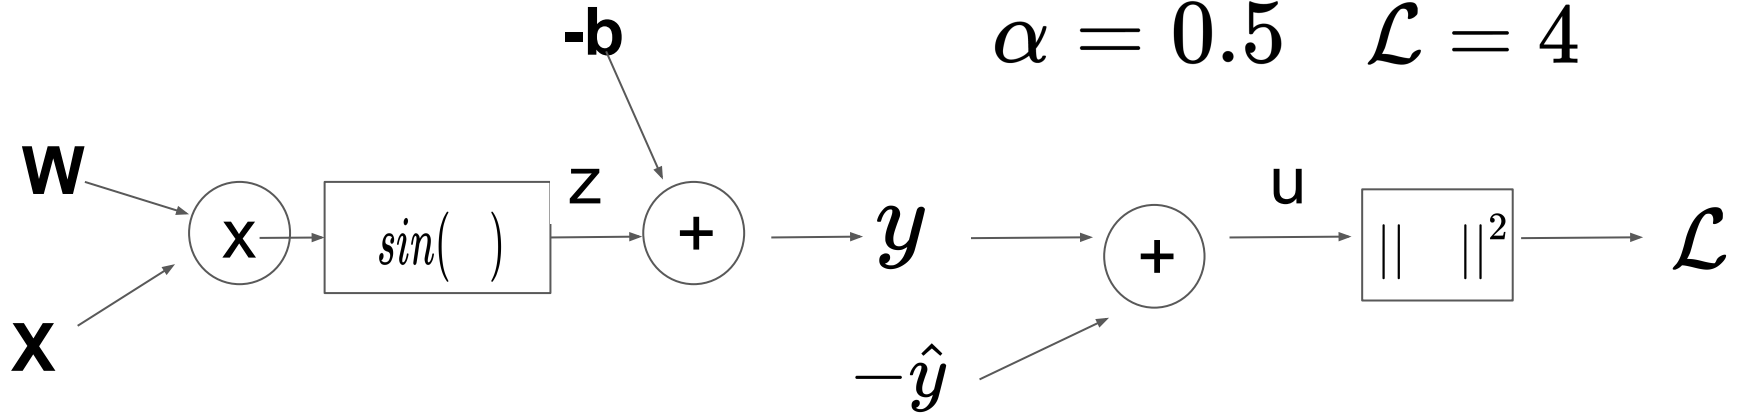 -b
α = 0.5 ℒ = 4
W
x
sin( )
z
+
y
+
u
|| ||²
ℒ
X
−ŷ